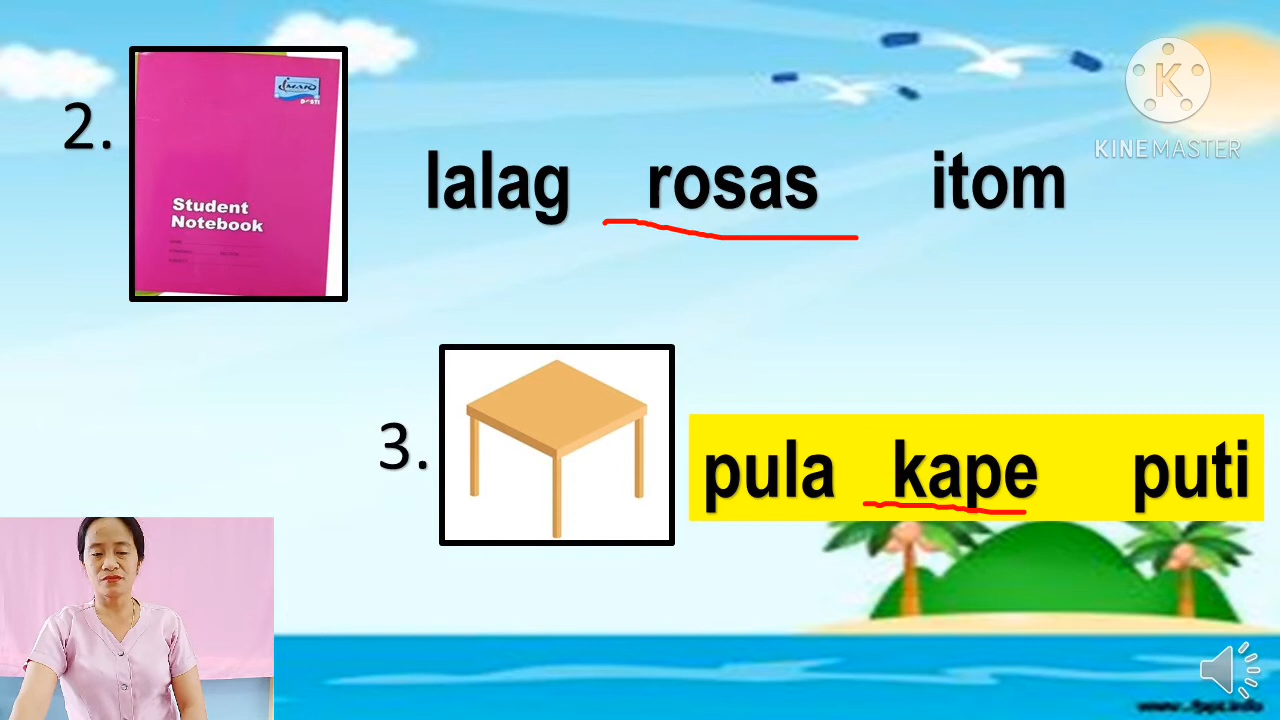 2.
Student
Notebook
lalag rosas itom
KINEMASTER
3.
pula kape puti